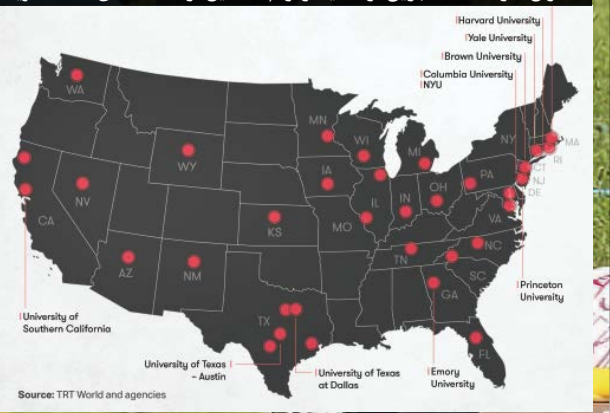 Harvard University
Yale University
Brown University
Columbia University
NYU
WA
MN
WI
MI
NY
MA
RI
CT
NJ
DE
WY
IA
PA
OH
IL
IN
NV
CA
KS
MO
VA
NC
TN
SC
AZ
NM
GA
TX
FL
Princeton
University
University of
Southern California
University of Texas
– Austin
University of Texas
at Dallas
Emory
University
Source: TRT World and agencies